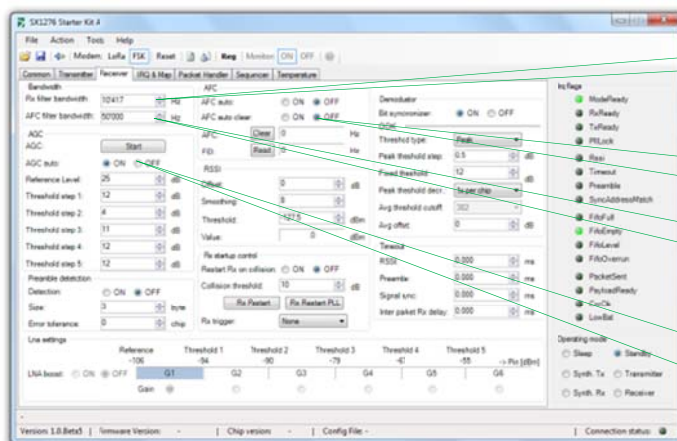 SX1276 Starter Kit A
File Action Tools Help
Modem: LoRa FSK Reset Reg Monitor ON OFF
Common Transmitter Receiver IRQ & Map Packet Handler Sequencer Temperature
Bandwidth
Rx filter bandwidth: 10'417 Hz
AFC filter bandwidth: 50'000 Hz
AGC
AGC: Start
AGC auto: ON OFF
Reference Level: 25 dB
Threshold step 1: 12 dB
Threshold step 2: 4 dB
Threshold step 3: 11 dB
Threshold step 4: 12 dB
Threshold step 5: 12 dB
Preamble detection
Detection ON OFF
Size: 3 byte
Error tolerance: 0 chip
AFC
AFC auto: ON OFF
AFC auto clear: ON OFF
AFC: Clear 0 Hz
FEI: Read 0 Hz
RSSI
Offset: 0 dB
Smoothing: 8
Threshold: -127.5 dBm
Value: 0 dBm
Rx startup control
Restart Rx on collision: ON OFF
Collision threshold: 10 dB
Rx Restart Rx Restart PLL
Rx trigger: None
Demodulator
Bit syncronizer: ON OFF
OOK
Threshold type: Peak
Peak threshold step: 0.5 dB
Fixed threshold: 12 dB
Peak threshold decr.: 1x per chip
Avg threshold cutoff:
Avg offset: 0 dB
Timeout
RSSI: 0.000 ms
Preamble: 0.000 ms
Signal sync: 0.000 ms
Inter packet Rx delay: 0.000 ms
Lna settings
Reference Threshold 1 Threshold 2 Threshold 3 Threshold 4 Threshold 5
-106 -94 -90 -79 -55 -> Pin [dBm]
LNA boost: ON OFF G1 G2 G3 G4 G5 G6
Gain
Irq flags
ModeReady
RxReady
TxReady
PllLock
Rssi
Timeout
Preamble
SyncAddressMatch
FifoFull
FifoEmpty
FifoLevel
FifoOverrun
PacketSent
PayloadReady
CrcOk
LowBat
Operating mode
Sleep Standby
Synth. Tx Transmitter
Synth. Rx Receiver
-
Version: 1.0.Beta5 | Firmware Version: - | Chip version: - | Config File: - | Connection status: